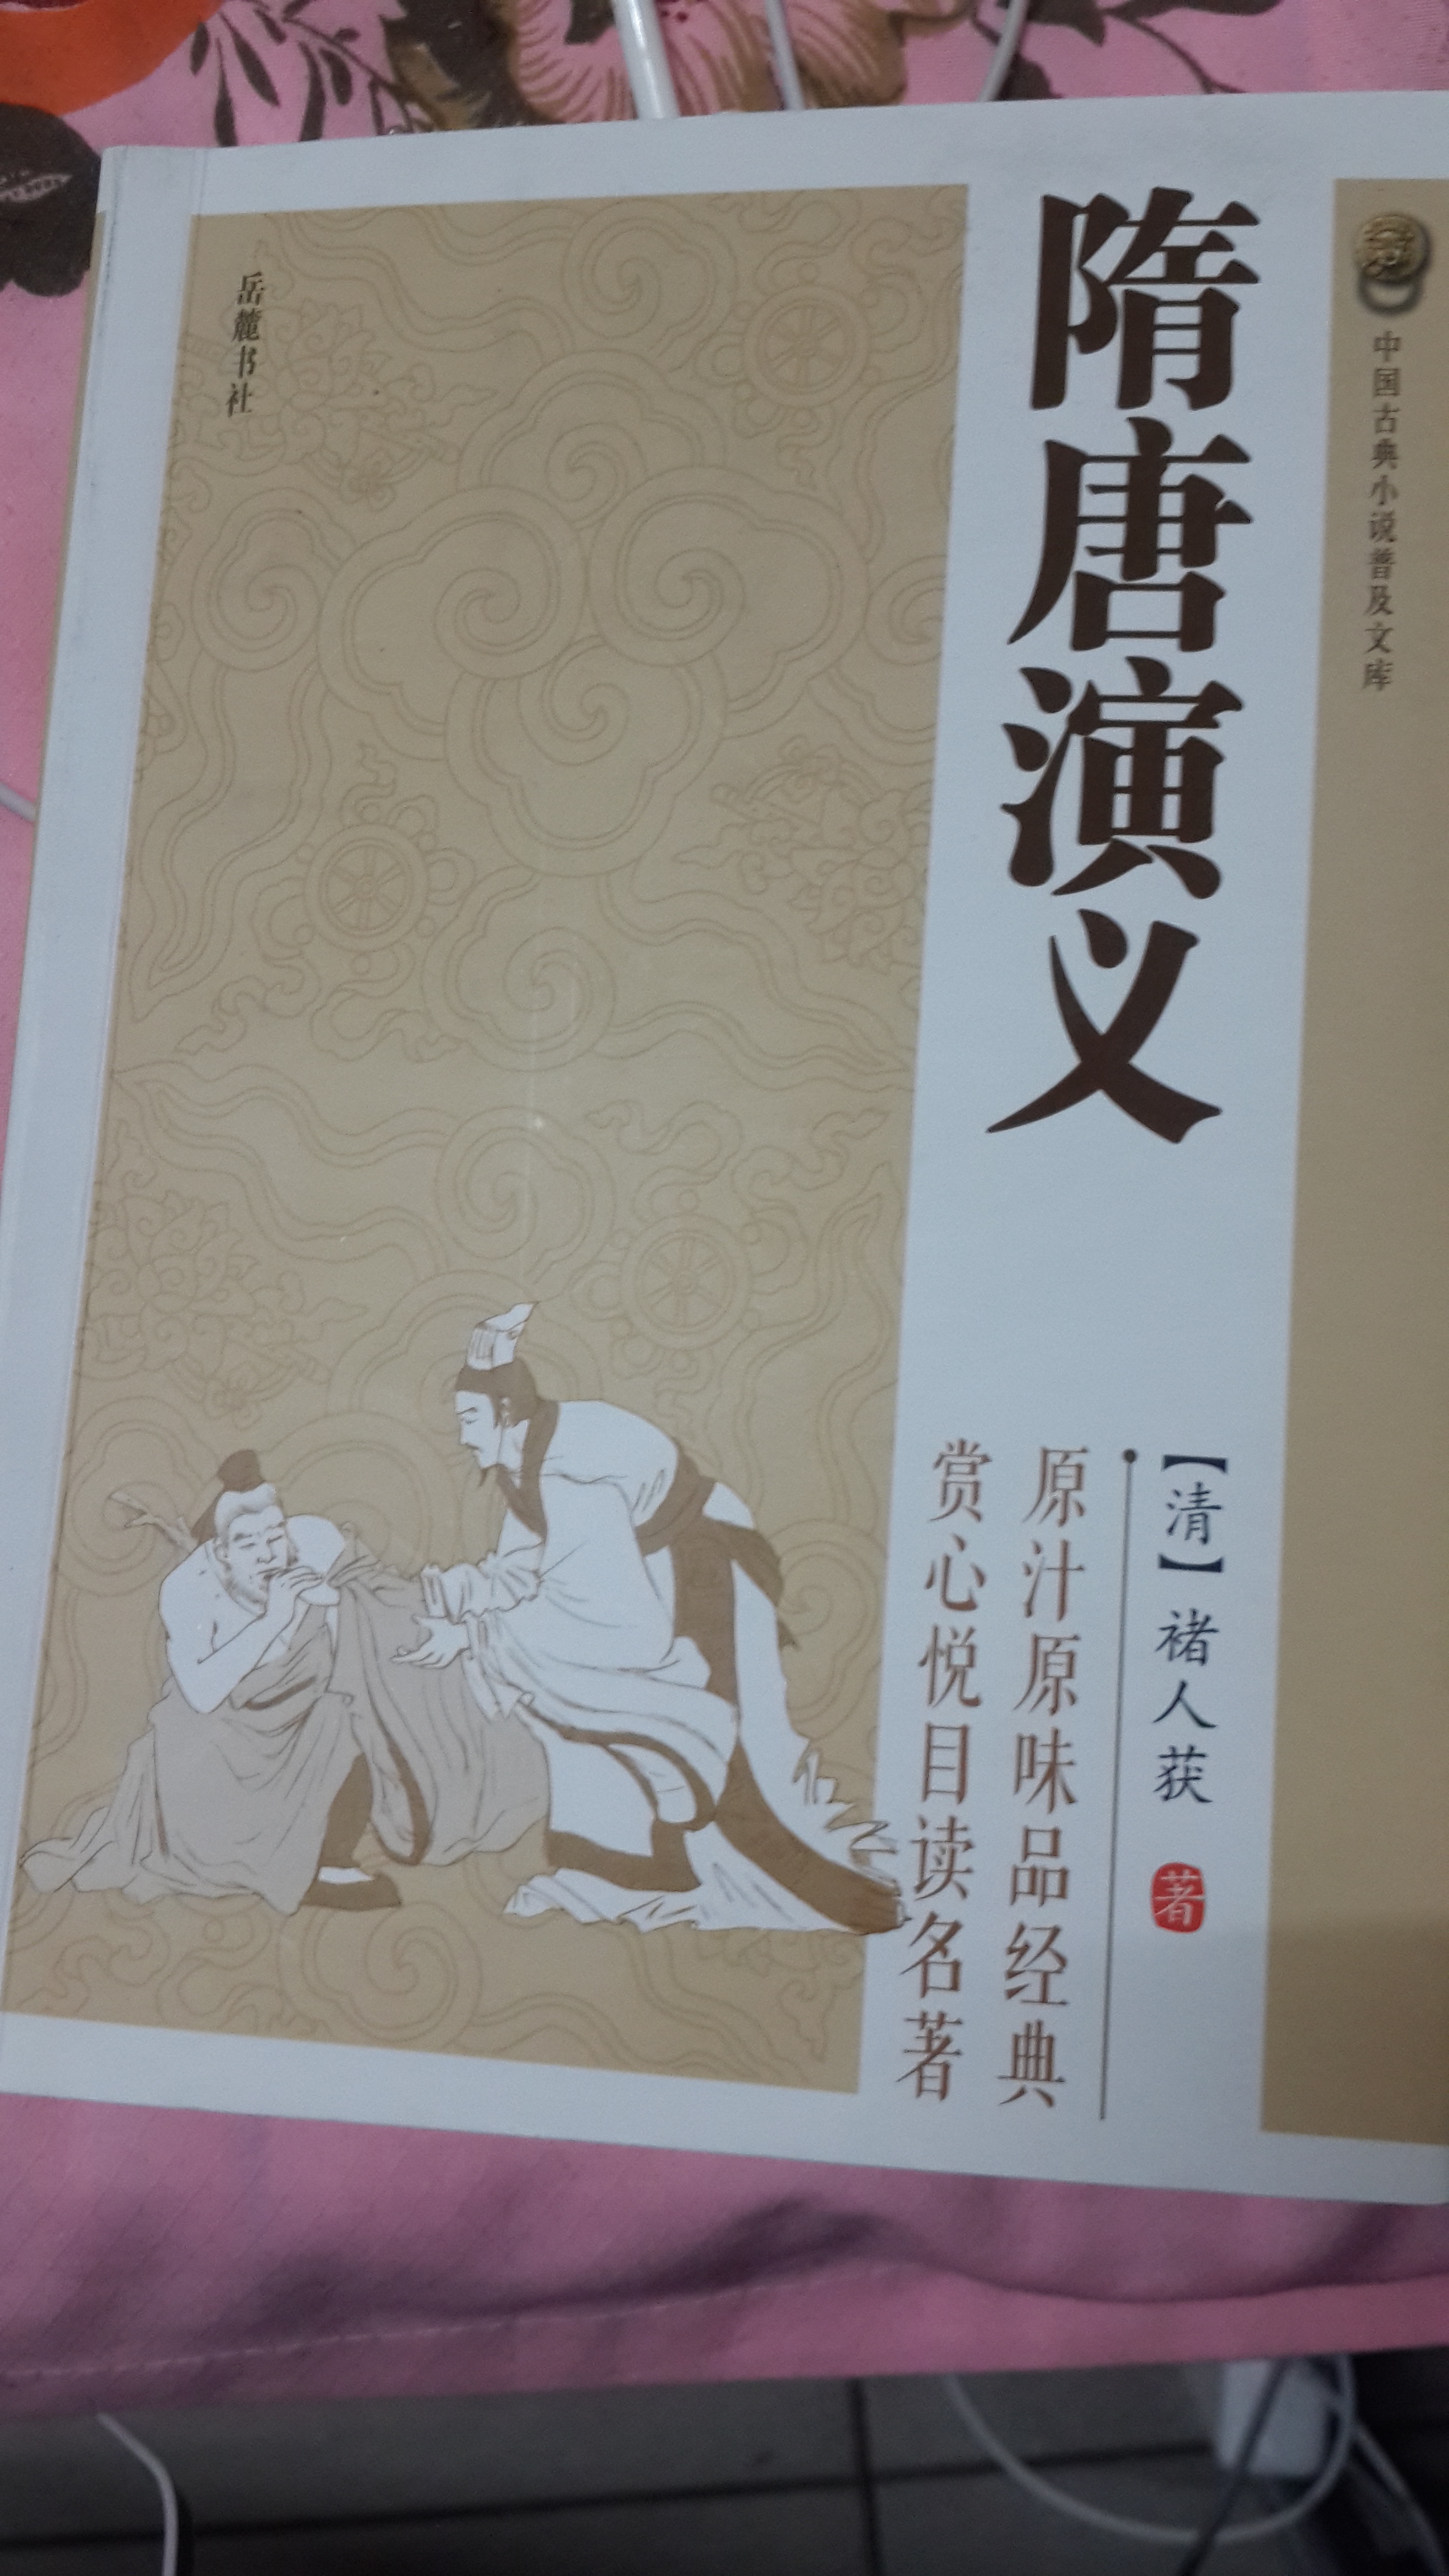 中国古典小说普及文库
隋唐演义
【清】褚人获 著
原汁原味品经典
赏心悦目读名著
岳麓书社